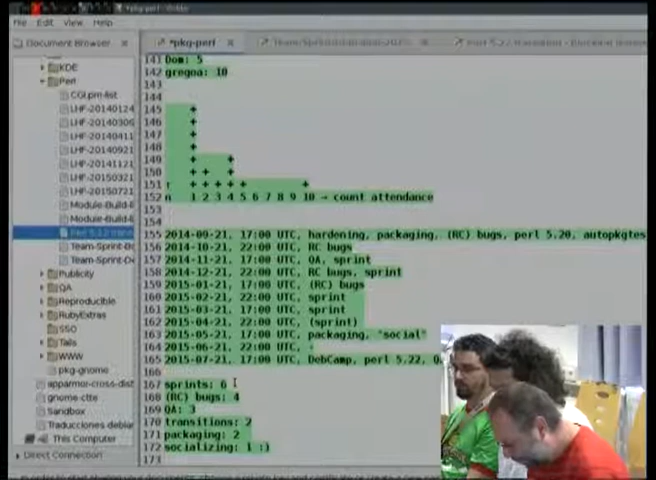 File Edit View Help
Document Browser
*pkg-perl
KDE
Perl
CGI.pm-list
LHF-20140124
LHF-2014030
LHF-20140411
LHF-20140921
LHF-20141121
LHF-20150321
LHF-20150721
Module-Build-
Module-Build-
Perl 5.22
Team-Sprint-
Team-Sprint-
Publicity
QA
Reproducible
RubyExtras
SSO
Tails
WWW
pkg-gnome
apparmor-cross-dist
gnome-ctte
Sandbox
Traducciones debian
This Computer
Direct Connection
141 Dom: 5
142 gregoa: 10
143
144
145 +
146 +
147 +
148 +
149 + +
150 + + +
151 + + + + + +
152 n 1 2 3 4 5 6 7 8 9 10 → count attendance
153
154
155 2014-09-21, 17:00 UTC, hardening, packaging, (RC) bugs, perl 5.20, autopkgtes
156 2014-10-21, 22:00 UTC, RC bugs
157 2014-11-21, 17:00 UTC, QA, sprint
158 2014-12-21, 22:00 UTC, RC bugs, sprint
159 2015-01-21, 17:00 UTC, (RC) bugs
160 2015-02-21, 22:00 UTC, sprint
161 2015-03-21, 17:00 UTC, sprint
162 2015-04-21, 22:00 UTC, (sprint)
163 2015-05-21, 17:00 UTC, packaging, "social"
164 2015-06-21, 22:00 UTC, -
165 2015-07-21, 17:00 UTC, DebCamp, perl 5.22, Q
166
167 sprints: 6
168 (RC) bugs: 4
169 QA: 3
170 transitions: 2
171 packaging: 2
172 socializing: 1 :)
173